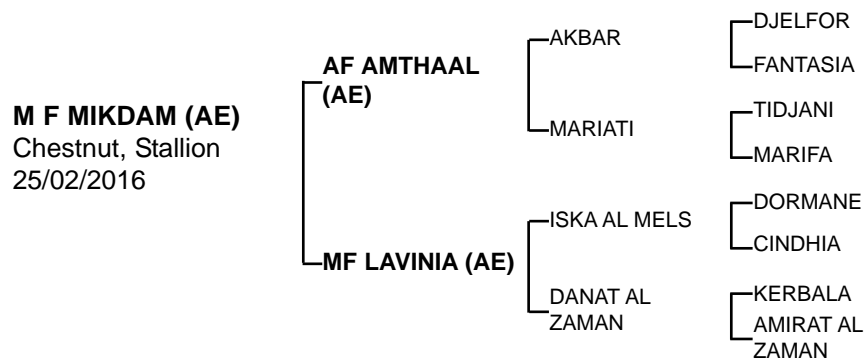 M F MIKDAM (AE)
Chestnut, Stallion
25/02/2016
AF AMTHAAL
(AE)
MF LAVINIA (AE)
AKBAR
MARIATI
ISKA AL MELS
DANAT AL
ZAMAN
DJELFOR
FANTASIA
TIDJANI
MARIFA
DORMANE
CINDHIA
KERBALA
AMIRAT AL
ZAMAN